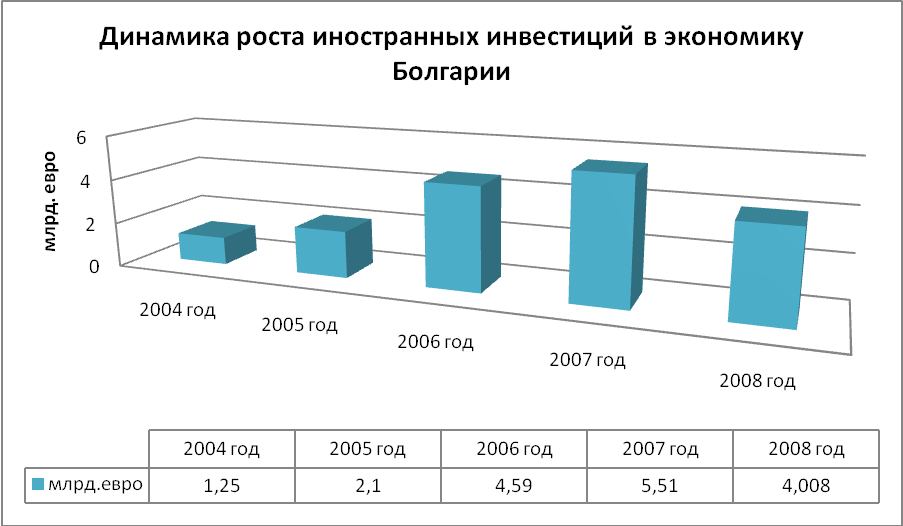 Динамика роста иностранных инвестиций в экономику
Болгарии
млрд. евро
6
4
2
0
2004 год
2005 год
2006 год
2007 год
2008 год
2004 год 2005 год 2006 год 2007 год 2008 год
млрд.евро 1,25 2,1 4,59 5,51 4,008